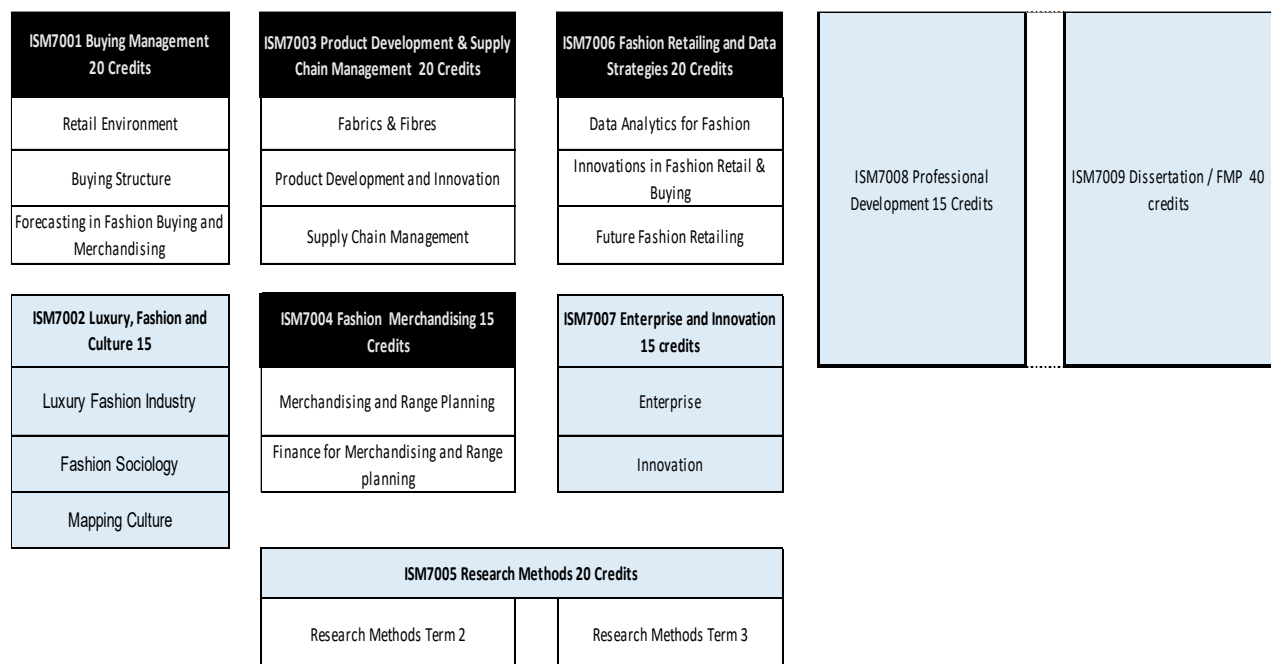 ISM7001 Buying Management
20 Credits
Retail Environment
Buying Structure
Forecasting in Fashion Buying and
Merchandising
ISM7003 Product Development & Supply
Chain Management 20 Credits
Fabrics & Fibres
Product Development and Innovation
Supply Chain Management
ISM7006 Fashion Retailing and Data
Strategies 20 Credits
Data Analytics for Fashion
Innovations in Fashion Retail &
Buying
Future Fashion Retailing
ISM7008 Professional
Development 15 Credits
ISM7009 Dissertation / FMP 40
credits
ISM7002 Luxury, Fashion and
Culture 15
Luxury Fashion Industry
Fashion Sociology
Mapping Culture
ISM7004 Fashion Merchandising 15
Credits
Merchandising and Range Planning
Finance for Merchandising and Range
planning
ISM7007 Enterprise and Innovation
15 credits
Enterprise
Innovation
ISM7005 Research Methods 20 Credits
Research Methods Term 2
Research Methods Term 3